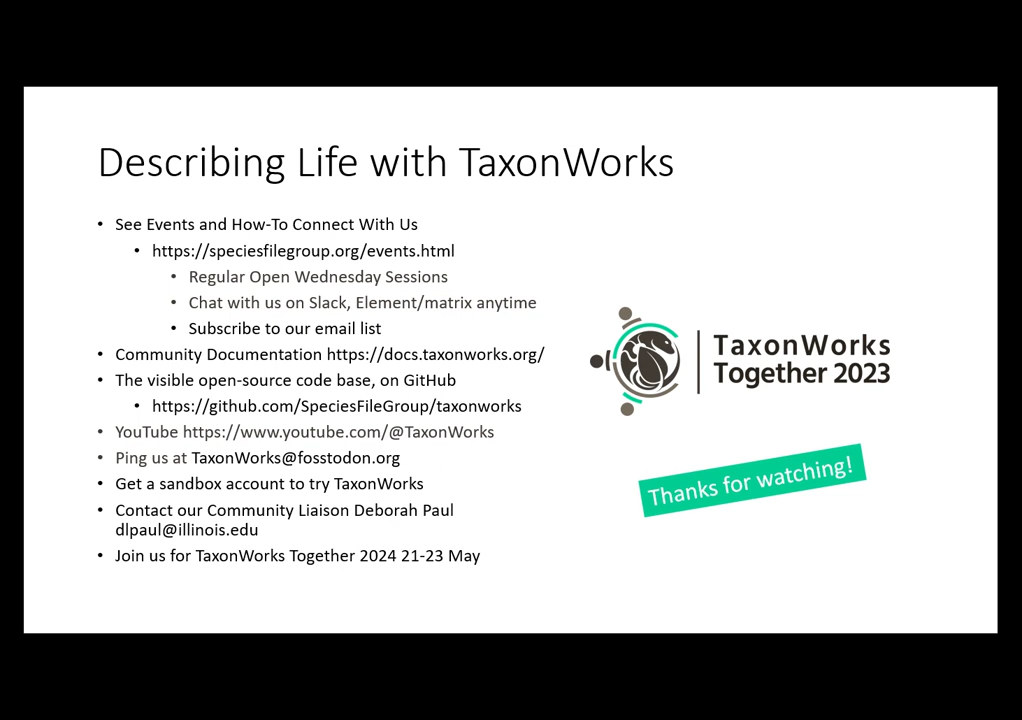 Describing Life with TaxonWorks
• See Events and How-To Connect With Us
• https://speciesfilegroup.org/events.html
• Regular Open Wednesday Sessions
• Chat with us on Slack, Element/matrix anytime
• Subscribe to our email list
• Community Documentation https://docs.taxonworks.org/
• The visible open-source code base, on GitHub
• https://github.com/SpeciesFileGroup/taxonworks
• YouTube https://www.youtube.com/@TaxonWorks
• Ping us at TaxonWorks@fosstodon.org
• Get a sandbox account to try TaxonWorks
• Contact our Community Liaison Deborah Paul
dlpaul@illinois.edu
• Join us for TaxonWorks Together 2024 21-23 May
TaxonWorks
Together 2023
Thanks for watching!